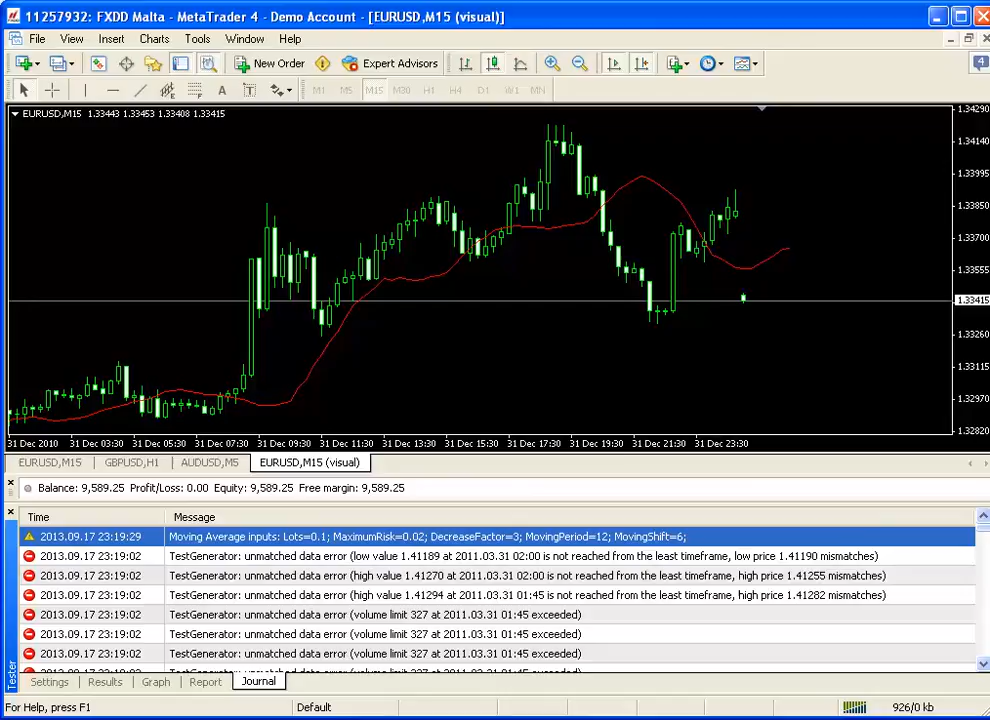 11257932: FXDD Malta - MetaTrader 4 - Demo Account - [EURUSD,M15 (visual)]
File View Insert Charts Tools Window Help
New Order Expert Advisors 4
A T M1 M5 M15 M30 H1 H4 D1 W1 MN
EURUSD,M15 1.33443 1.33453 1.33408 1.33415
1.34290
1.34140
1.33995
1.33850
1.33700
1.33555
1.33415
1.33260
1.33115
1.32970
1.32820
31 Dec 2010 31 Dec 03:30 31 Dec 05:30 31 Dec 07:30 31 Dec 09:30 31 Dec 11:30 31 Dec 13:30 31 Dec 15:30 31 Dec 17:30 31 Dec 19:30 31 Dec 21:30 31 Dec 23:30
EURUSD,M15 GBPUSD,H1 AUDUSD,M5 EURUSD,M15 (visual)
Balance: 9,589.25 Profit/Loss: 0.00 Equity: 9,589.25 Free margin: 9,589.25
Time Message
2013.09.17 23:19:29 Moving Average inputs: Lots=0.1; MaximumRisk=0.02; DecreaseFactor=3; MovingPeriod=12; MovingShift=6;
2013.09.17 23:19:02 TestGenerator: unmatched data error (low value 1.41189 at 2011.03.31 02:00 is not reached from the least timeframe, low price 1.41190 mismatches)
2013.09.17 23:19:02 TestGenerator: unmatched data error (high value 1.41270 at 2011.03.31 02:00 is not reached from the least timeframe, high price 1.41255 mismatches)
2013.09.17 23:19:02 TestGenerator: unmatched data error (high value 1.41294 at 2011.03.31 01:45 is not reached from the least timeframe, high price 1.41282 mismatches)
2013.09.17 23:19:02 TestGenerator: unmatched data error (volume limit 327 at 2011.03.31 01:45 exceeded)
2013.09.17 23:19:02 TestGenerator: unmatched data error (volume limit 327 at 2011.03.31 01:45 exceeded)
2013.09.17 23:19:02 TestGenerator: unmatched data error (volume limit 327 at 2011.03.31 01:45 exceeded)
Tester
Settings Results Graph Report Journal
For Help, press F1 Default 926/0 kb